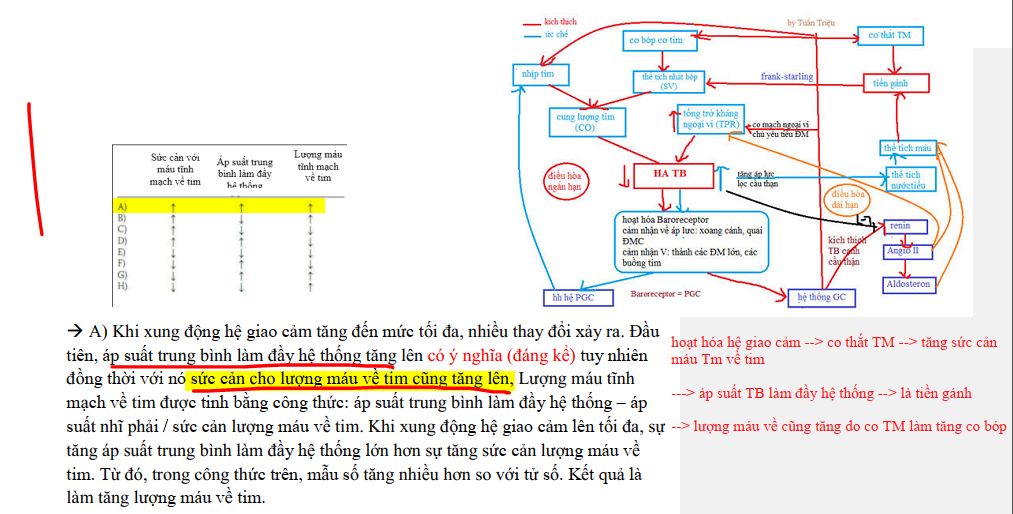 kích thích
ức chế
by Tuấn Triệu
co bóp cơ tim
co thắt TM
nhịp tim
thể tích nhát bóp
(SV)
frank-starling
tiền gánh
cung lượng tim
(CO)
tổng trở kháng
ngoại vi (TPR)
co mạch ngoại vi
chủ yếu tiểu ĐM
thể tích máu
điều hòa
ngắn hạn
HA TB
tăng áp lực
lọc cầu thận
thể tích
nướctiểu
điều hòa
dài hạn
hoạt hóa Baroreceptor
cảm nhận về áp lưc: xoang cảnh, quai
ĐMC
cảm nhận V: thành các ĐM lớn, các
buồng tim
renin
kích thích
TB cạnh
cầu thận
Angio II
Aldosteron
hh hệ PGC
Baroreceptor = PGC
hệ thống GC
Sức cản với
máu tĩnh
mạch về tim
Áp suất trung
bình làm đầy
hệ thống
Lượng máu
tĩnh mạch
về tim
A) ↑ ↑ ↑
B) ↑ ↓ ↑
C) ↑ ↓ ↓
D) ↑ ↑ ↓
E) ↓ ↓ ↓
F) ↓ ↑ ↓
G) ↓ ↑ ↑
H) ↓ ↓ ↑
→ A) Khi xung động hệ giao cảm tăng đến mức tối đa, nhiều thay đổi xảy ra. Đầu
tiên, áp suất trung bình làm đầy hệ thống tăng lên có ý nghĩa (đáng kể) tuy nhiên
đồng thời với nó sức cản cho lượng máu về tim cũng tăng lên, Lượng máu tĩnh
mạch về tim được tinh bằng công thức: áp suất trung bình làm đầy hệ thống – áp
suất nhĩ phải / sức cản lượng máu về tim. Khi xung động hệ giao cảm lên tối đa, sự
tăng áp suất trung bình làm đầy hệ thống lớn hơn sự tăng sức cản lượng máu về
tim. Từ đó, trong công thức trên, mẫu số tăng nhiều hơn so với tử số. Kết quả là
làm tăng lượng máu về tim.
hoạt hóa hệ giao cảm --> co thắt TM --> tăng sức cản
máu Tm về tim
----> áp suất TB làm đầy hệ thống --> là tiền gánh
--> lượng máu về cũng tăng do co TM làm tăng co bóp